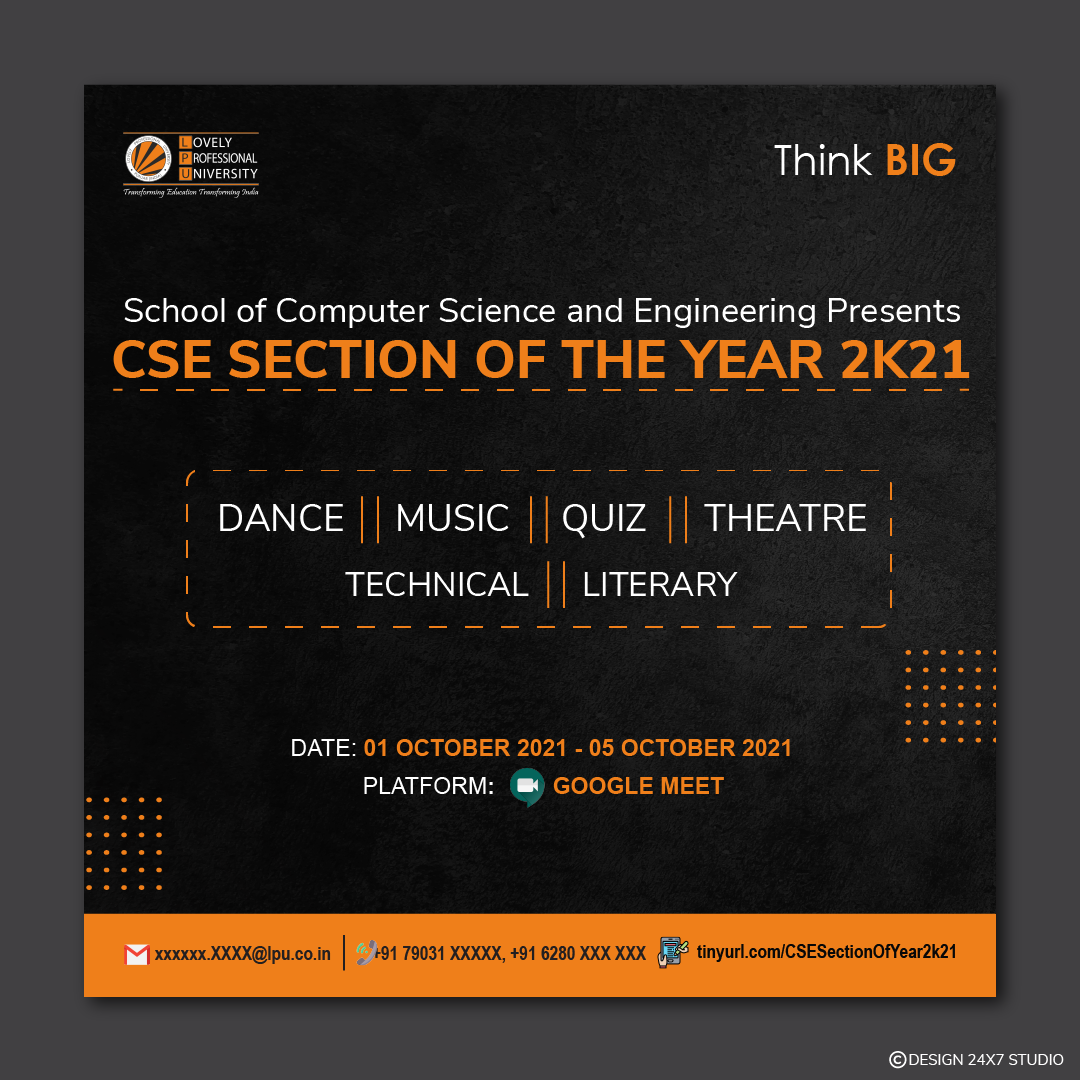 LOVELY
PROFESSIONAL
UNIVERSITY
Transforming Education Transforming India
Think BIG
School of Computer Science and Engineering Presents
CSE SECTION OF THE YEAR 2K21
DANCE || MUSIC || QUIZ || THEATRE
TECHNICAL || LITERARY
DATE: 01 OCTOBER 2021 - 05 OCTOBER 2021
PLATFORM: GOOGLE MEET
xxxxxx.XXXX@lpu.co.in | +91 79031 XXXXX, +91 6280 XXX XXX tinyurl.com/CSESectionOfYear2k21
©DESIGN 24X7 STUDIO